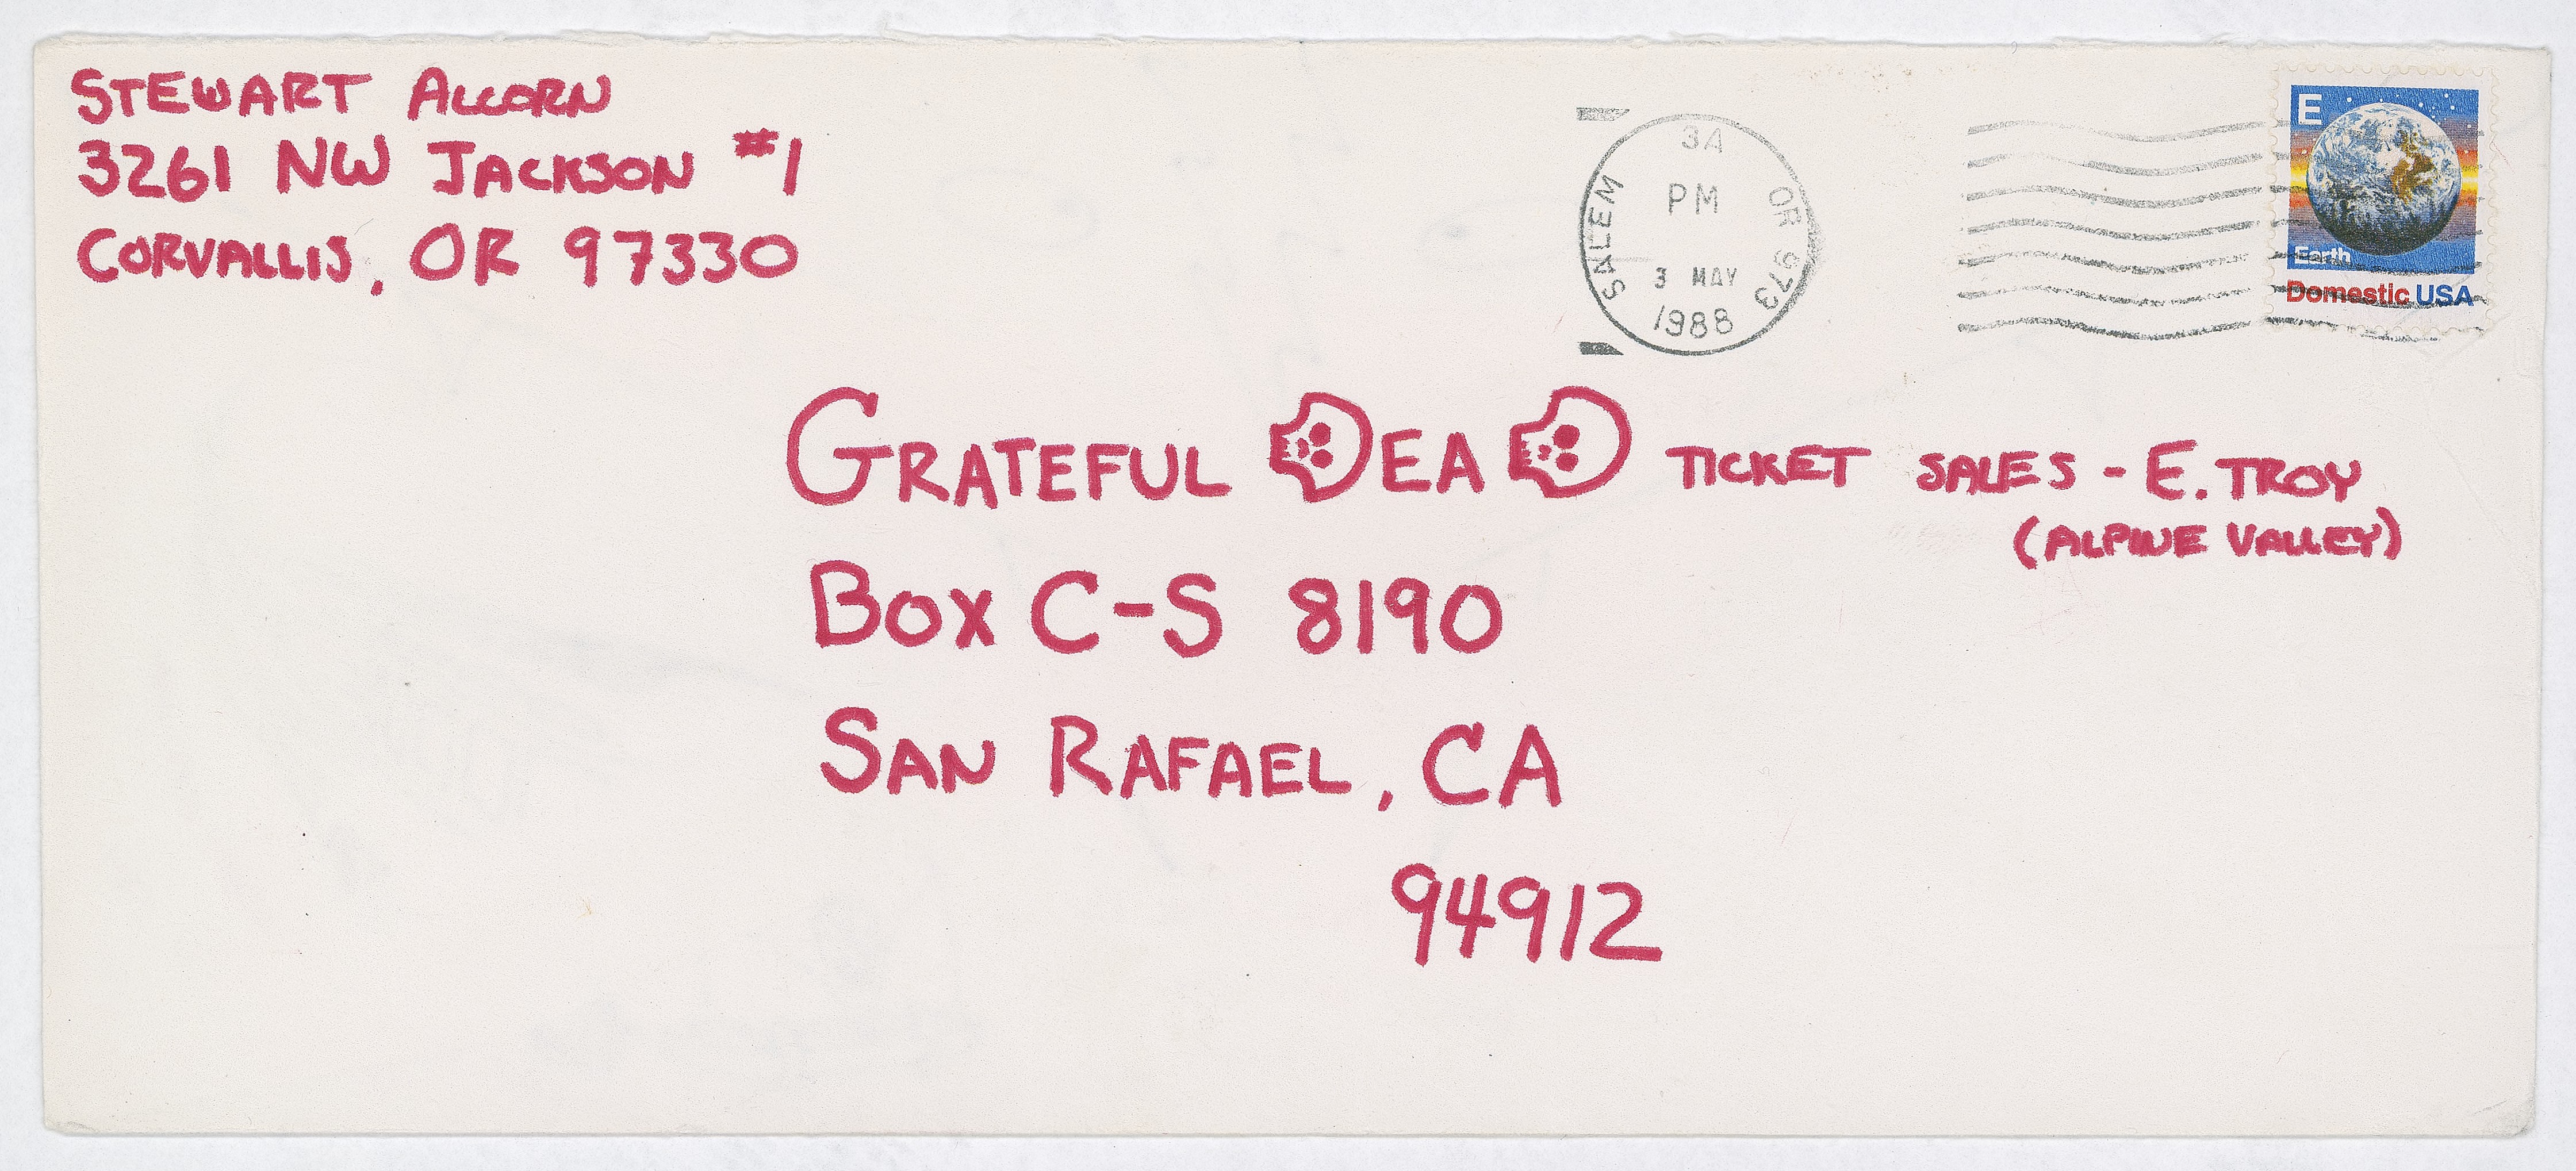 STEWART ALCORN
3261 NW JACKSON #1
CORVALLIS, OR 97330
3A
PM
SALEM OR 973
3 MAY
1988
E
Earth
Domestic USA
GRATEFUL DEAD TICKET SALES - E. TROY
(ALPINE VALLEY)
BOX C-S 8190
SAN RAFAEL, CA
94912